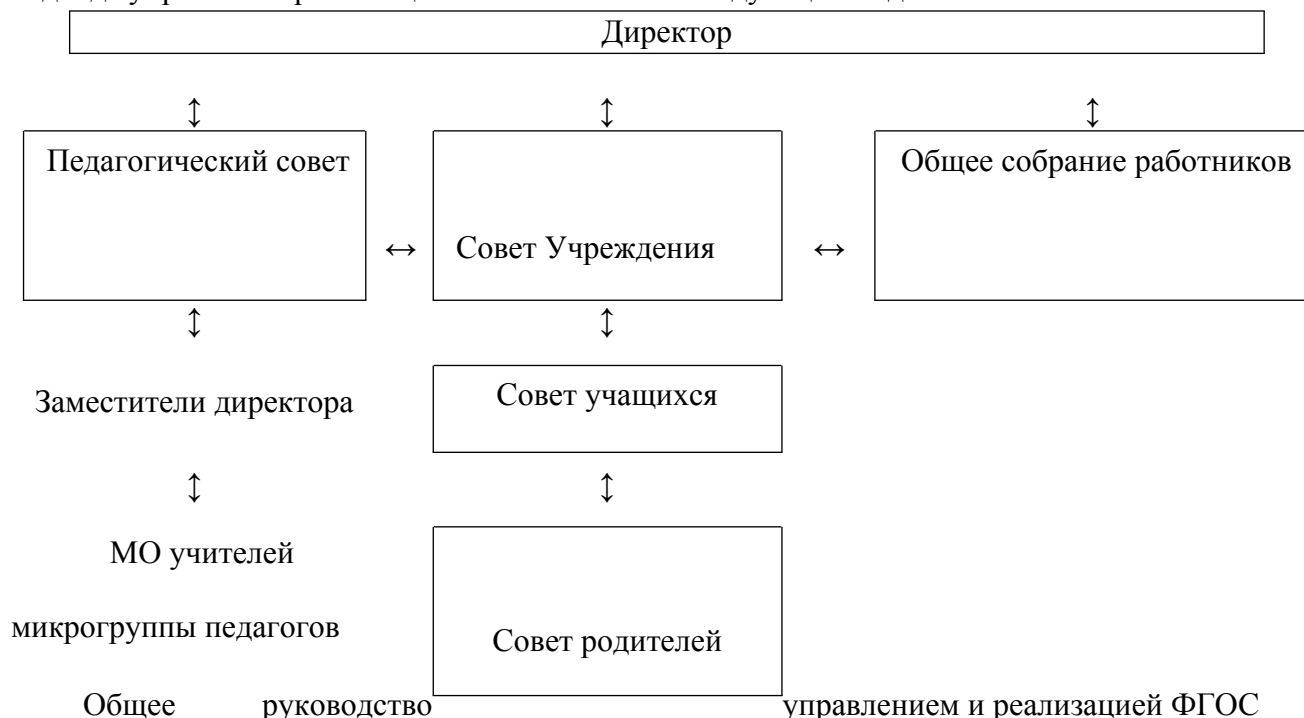 Директор
↕ ↕ ↕
Педагогический совет Общее собрание работников
↔ Совет Учреждения ↔
↕ ↕
Заместители директора Совет учащихся
↕ ↕
МО учителей
микрогруппы педагогов Совет родителей
Общее руководство управлением и реализацией ФГОС